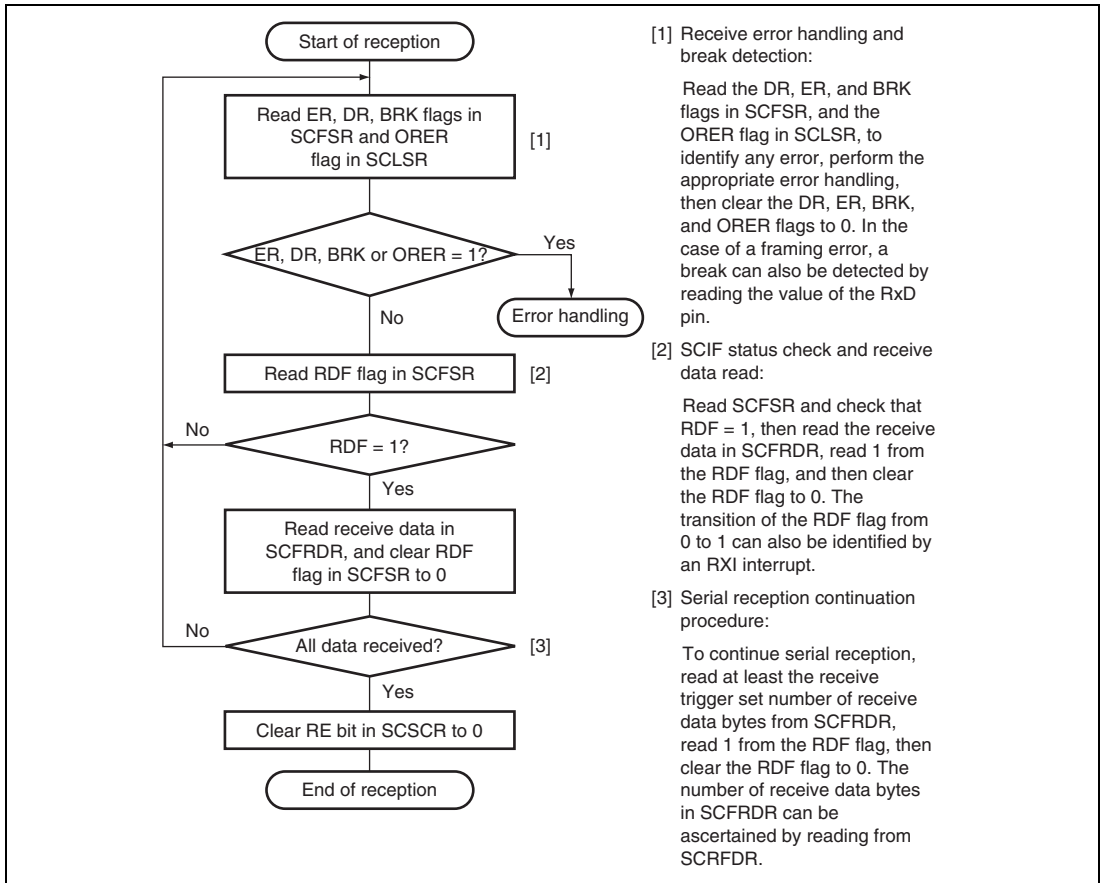 Start of reception
Read ER, DR, BRK flags in
SCFSR and ORER
flag in SCLSR
[1]
ER, DR, BRK or ORER = 1?
Yes
Error handling
No
Read RDF flag in SCFSR
[2]
No
RDF = 1?
Yes
Read receive data in
SCFRDR, and clear RDF
flag in SCFSR to 0
No
All data received?
[3]
Yes
Clear RE bit in SCSCR to 0
End of reception
[1] Receive error handling and
break detection:
Read the DR, ER, and BRK
flags in SCFSR, and the
ORER flag in SCLSR, to
identify any error, perform the
appropriate error handling,
then clear the DR, ER, BRK,
and ORER flags to 0. In the
case of a framing error, a
break can also be detected by
reading the value of the RxD
pin.
[2] SCIF status check and receive
data read:
Read SCFSR and check that
RDF = 1, then read the receive
data in SCFRDR, read 1 from
the RDF flag, and then clear
the RDF flag to 0. The
transition of the RDF flag from
0 to 1 can also be identified by
an RXI interrupt.
[3] Serial reception continuation
procedure:
To continue serial reception,
read at least the receive
trigger set number of receive
data bytes from SCFRDR,
read 1 from the RDF flag, then
clear the RDF flag to 0. The
number of receive data bytes
in SCFRDR can be
ascertained by reading from
SCRFDR.